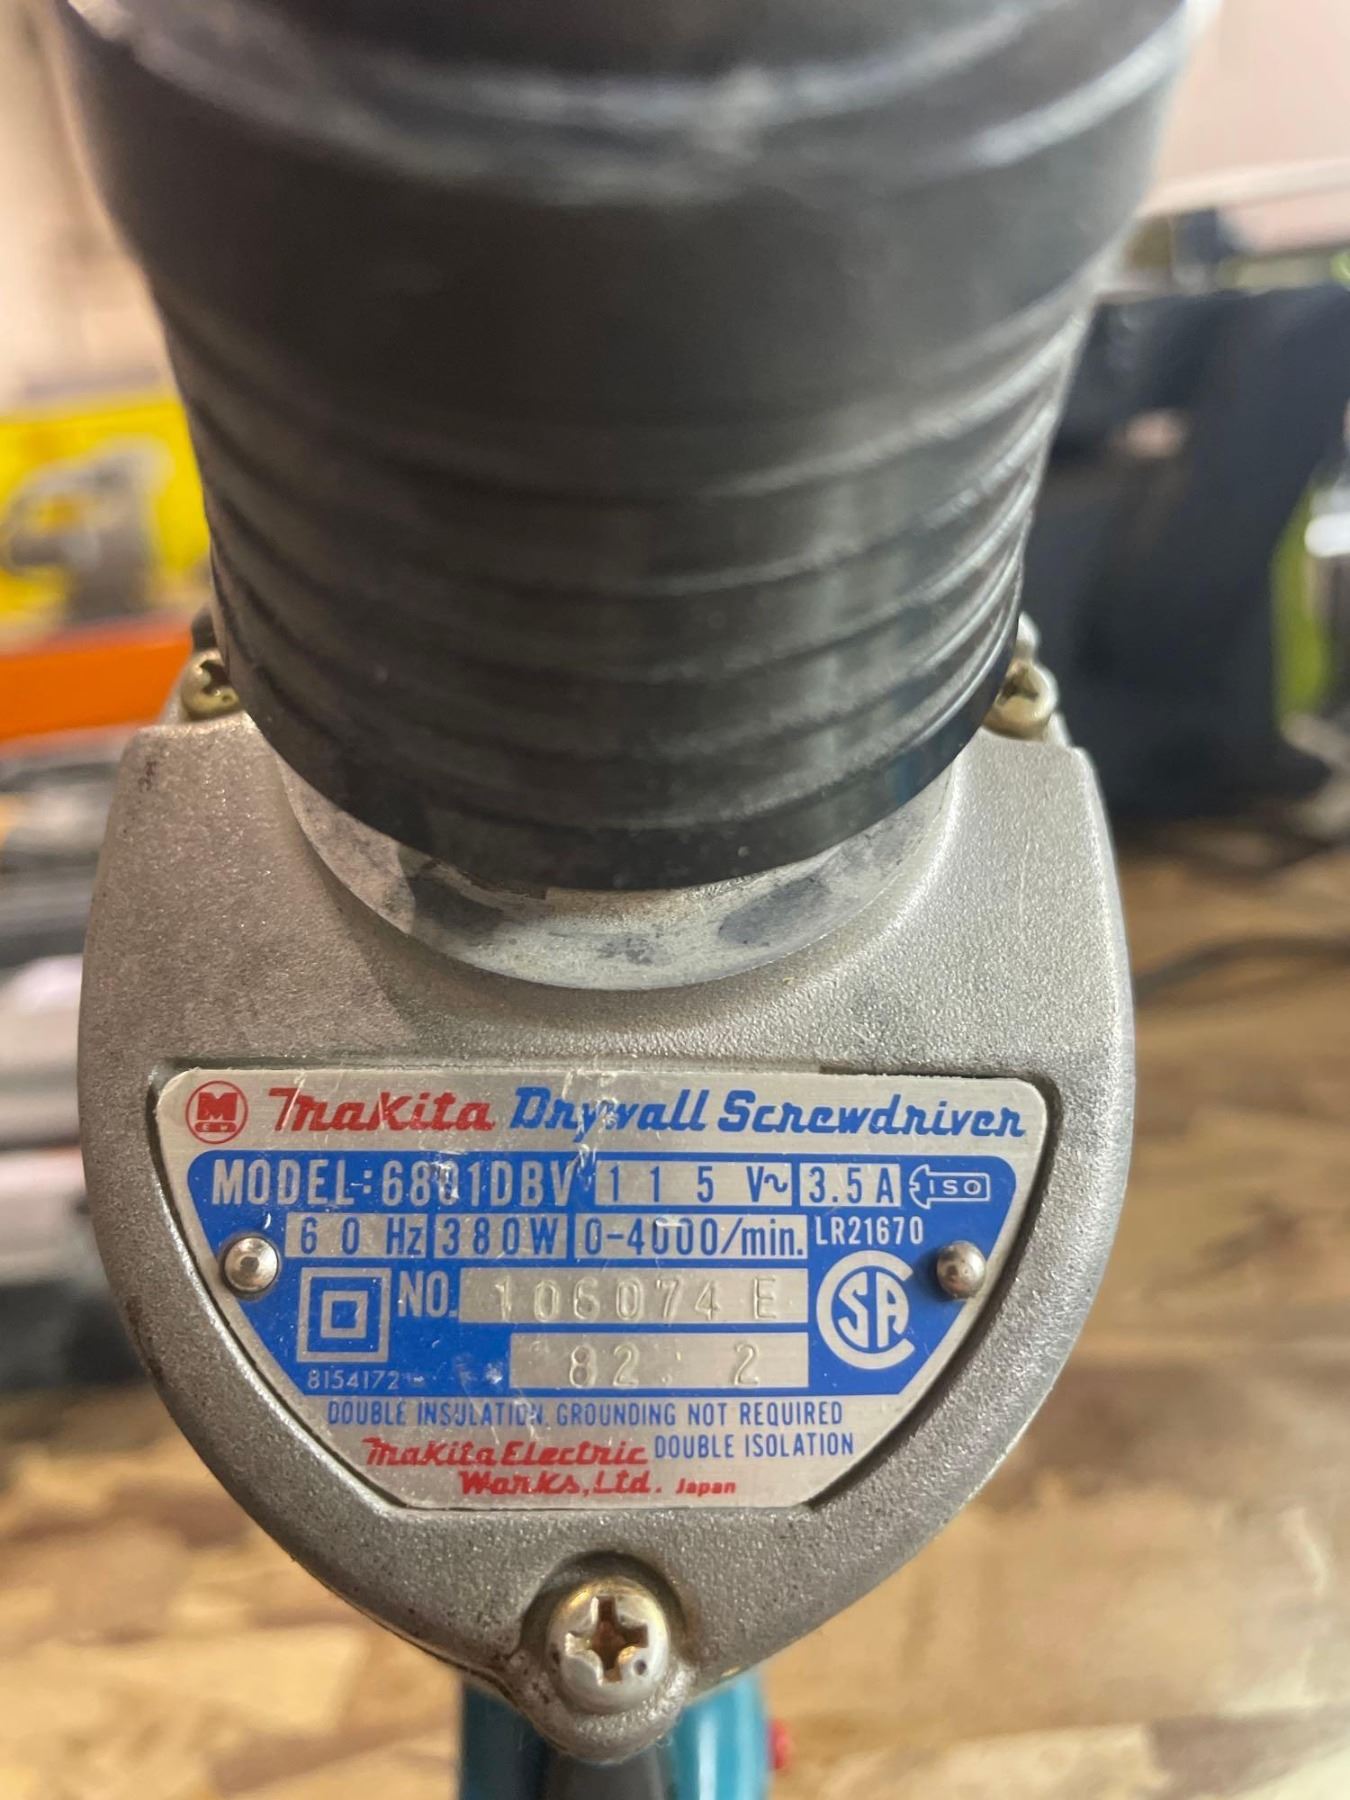 M
Makita Drywall Screwdriver
MODEL:6801DBV 115 V~ 3.5A ISO
60 Hz 380W 0-4000/min. LR21670
NO. 106074 E
82 2
CSA
8154172
DOUBLE INSULATION. GROUNDING NOT REQUIRED
DOUBLE ISOLATION
Makita Electric
Works, Ltd. Japan